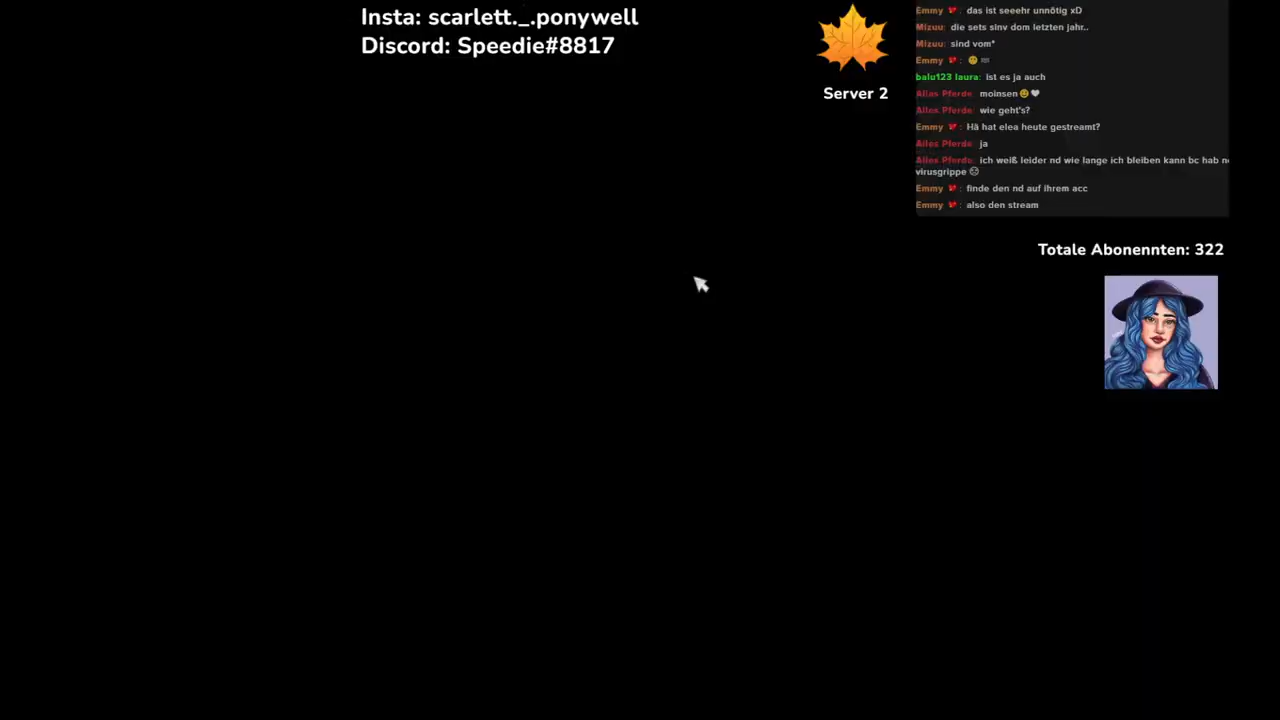 Insta: scarlett._.ponywell
Discord: Speedie#8817
Server 2
Emmy : das ist seeehr unnötig xD
Mizuu: die sets sinv dom letzten jahr..
Mizuu: sind vom*
Emmy :
balu123 laura: ist es ja auch
Alles Pferde: moinsen
Alles Pferde: wie geht's?
Emmy : Hä hat elea heute gestreamt?
Alles Pferde: ja
Alles Pferde: ich weiß leider nd wie lange ich bleiben kann bc hab
virusgrippe
Emmy : finde den nd auf ihrem acc
Emmy : also den stream
Totale Abonennten: 322